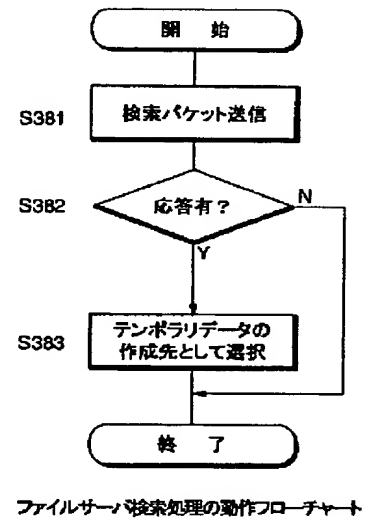 開 始
S381
検索パケット送信
S382
応答有?
N
Y
S383
テンポラリデータの
作成先として選択
終 了
ファイルサーバ検索処理の動作フローチャート